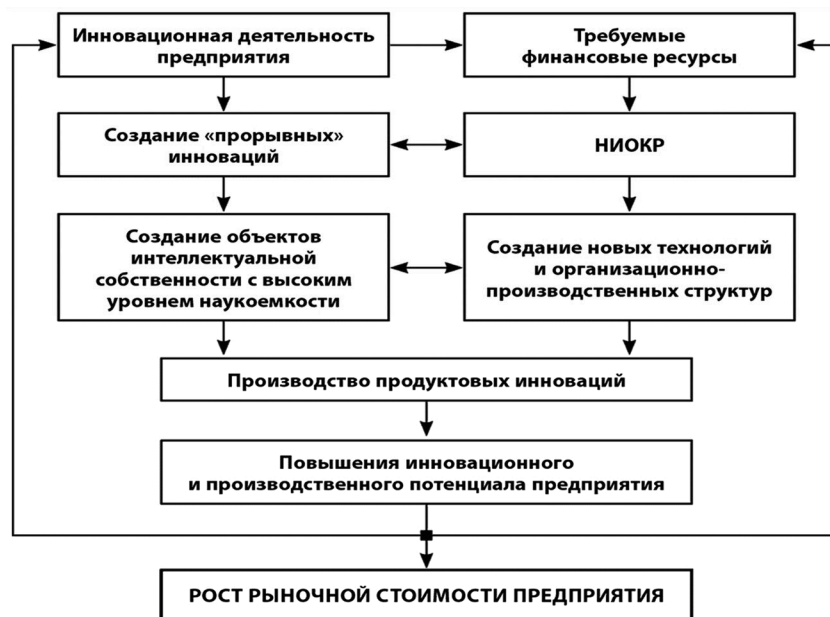 Инновационная деятельность
предприятия
Требуемые
финансовые ресурсы
Создание «прорывных»
инноваций
НИОКР
Создание объектов
интеллектуальной
собственности с высоким
уровнем наукоемкости
Создание новых технологий
и организационно-
производственных структур
Производство продуктовых инноваций
Повышения инновационного
и производственного потенциала предприятия
РОСТ РЫНОЧНОЙ СТОИМОСТИ ПРЕДПРИЯТИЯ